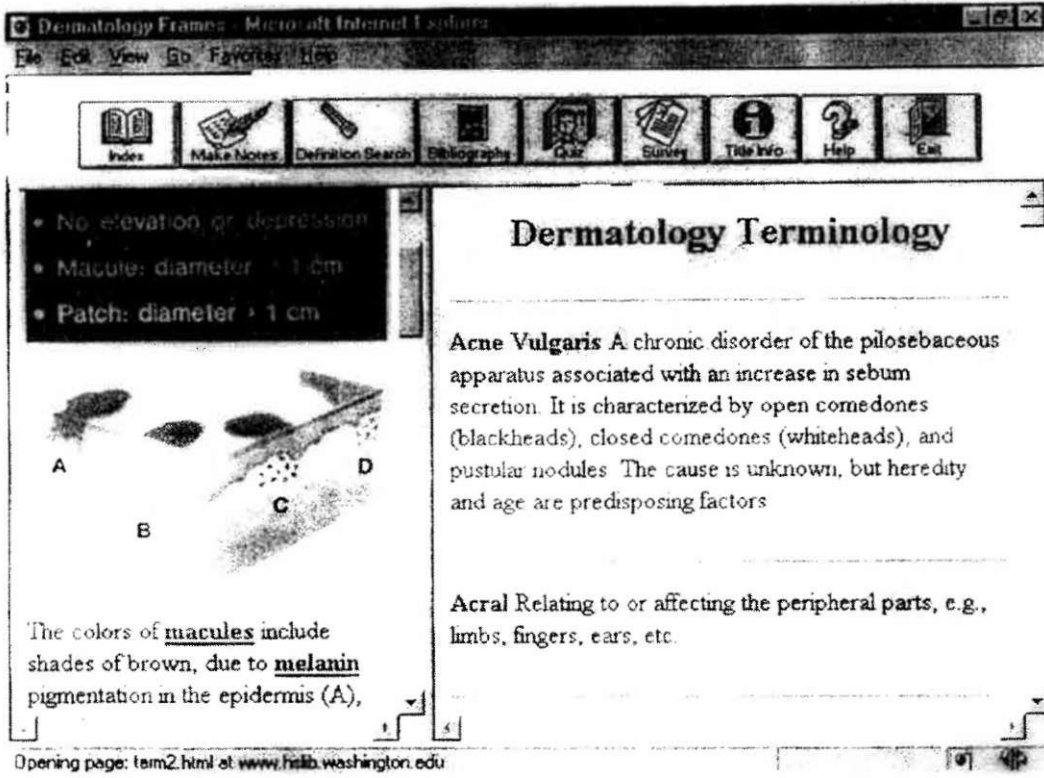 Dermatology Frames - Microsoft Internet Explorer
File Edit View Go Favorites Help
Index Make Notes Definition Search Bibliography Quiz Survey Title Info Help Exit
• No elevation or depression
• Macule: diameter 1 cm
• Patch: diameter > 1 cm
A
B
C
D
The colors of macules include
shades of brown, due to melanin
pigmentation in the epidermis (A),
Dermatology Terminology
Acne Vulgaris A chronic disorder of the pilosebaceous
apparatus associated with an increase in sebum
secretion. It is characterized by open comedones
(blackheads), closed comedones (whiteheads), and
pustular nodules. The cause is unknown, but heredity
and age are predisposing factors
Acral Relating to or affecting the peripheral parts, e.g.,
limbs, fingers, ears, etc.
Opening page: term2.html at www.hslib.washington.edu